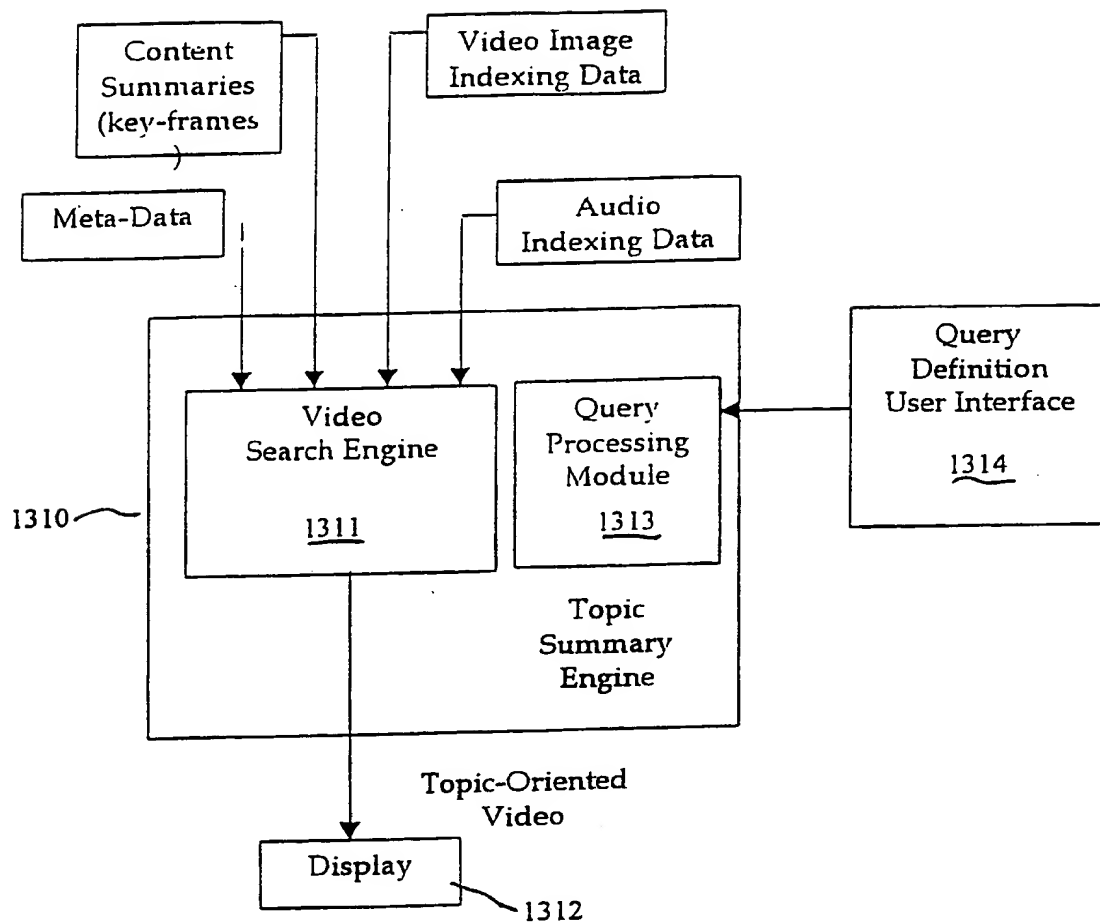 Content
Summaries
(key-frames
)
Video Image
Indexing Data
Meta-Data
Audio
Indexing Data
Query
Definition
User Interface
1314
Video
Search Engine
1311
Query
Processing
Module
1313
1310
Topic
Summary
Engine
Topic-Oriented
Video
Display
1312